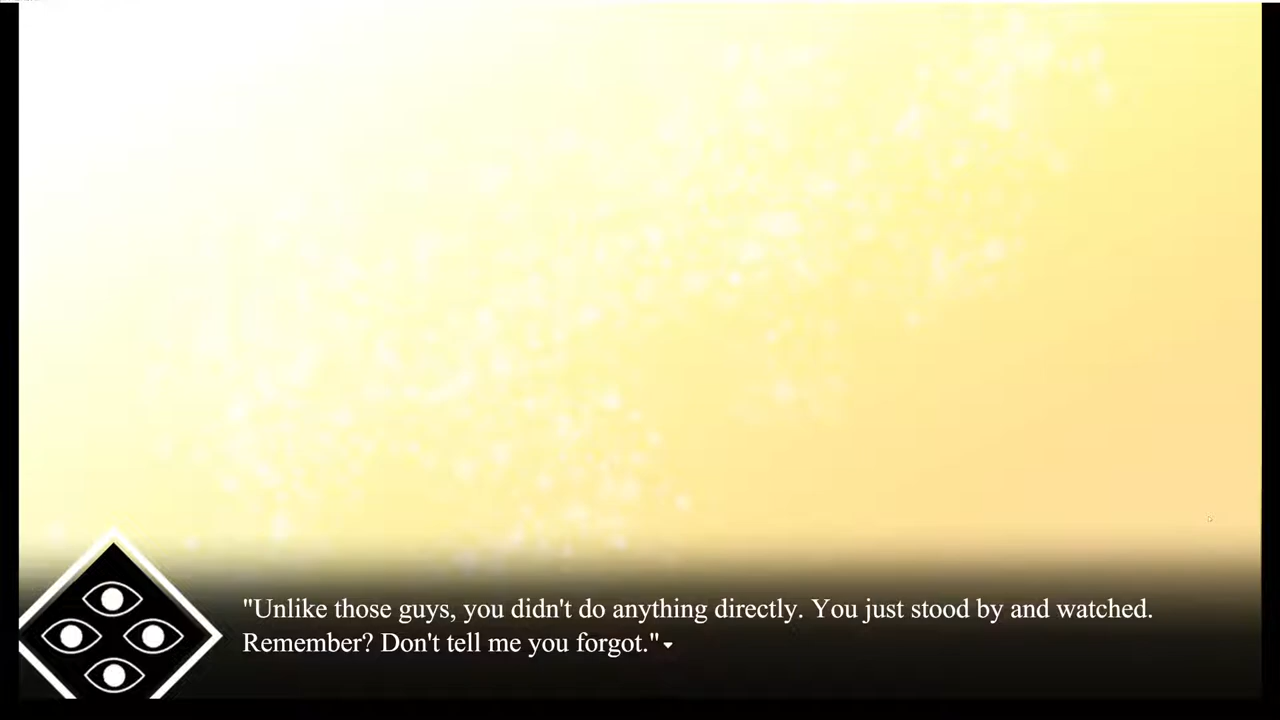 "Unlike those guys, you didn't do anything directly. You just stood by and watched.
Remember? Don't tell me you forgot."